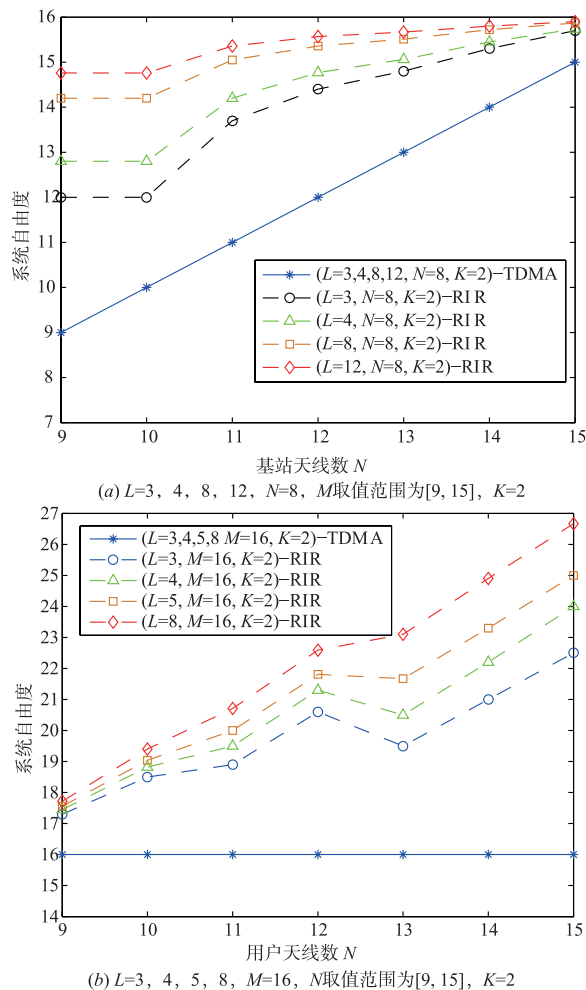 16
15
14
13
12
11
10
9
8
7
系统自由度
(L=3,4,8,12, N=8, K=2)−TDMA
(L=3, N=8, K=2)−RIR
(L=4, N=8, K=2)−RIR
(L=8, N=8, K=2)−RIR
(L=12, N=8, K=2)−RIR
9 10 11 12 13 14 15
基站天线数 N
(a) L=3，4，8，12，N=8，M取值范围为[9, 15]，K=2
27
26
25
24
23
22
21
20
19
18
17
16
15
14
系统自由度
(L=3,4,5,8 M=16, K=2)−TDMA
(L=3, M=16, K=2)−RIR
(L=4, M=16, K=2)−RIR
(L=5, M=16, K=2)−RIR
(L=8, M=16, K=2)−RIR
9 10 11 12 13 14 15
用户天线数 N
(b) L=3，4，5，8，M=16，N取值范围为[9, 15]，K=2